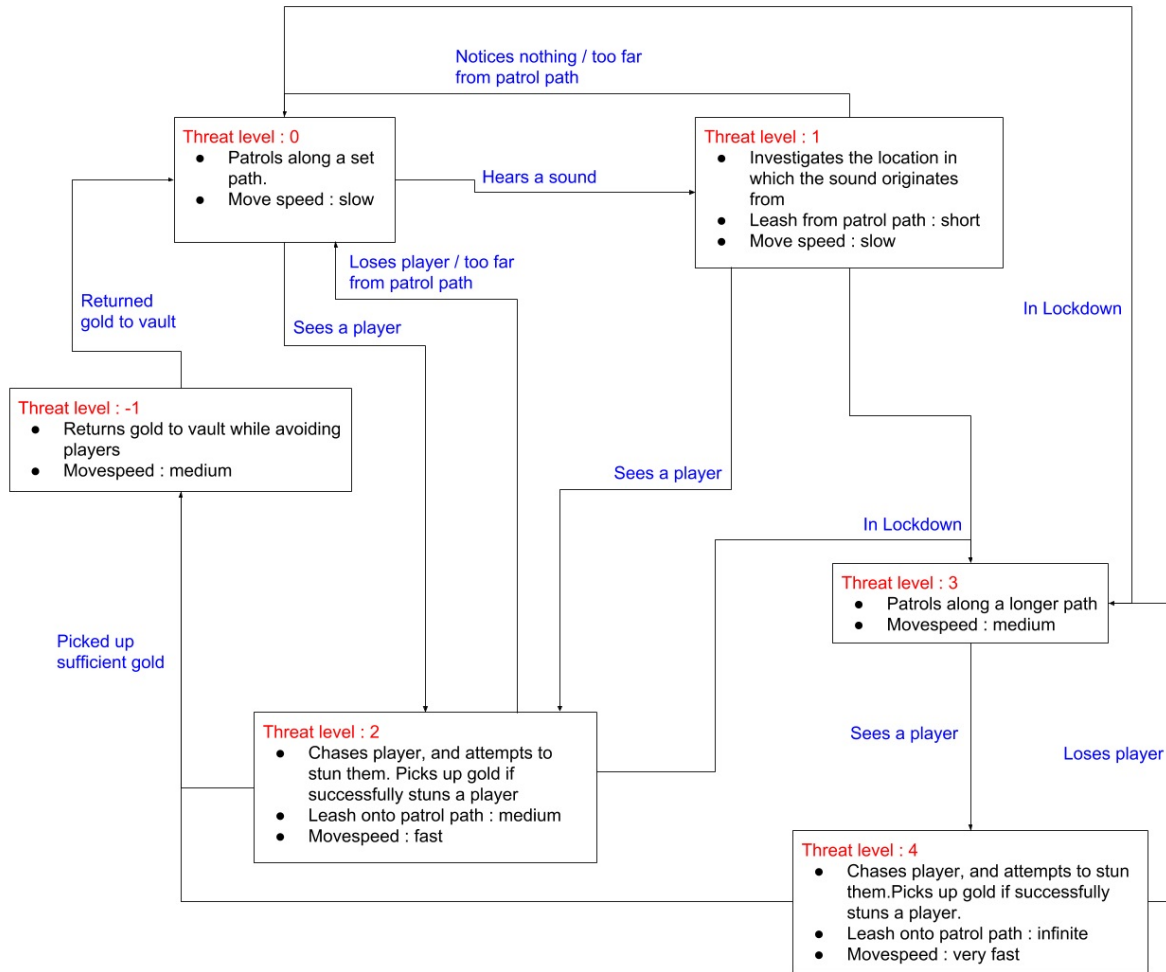 Notices nothing / too far
from patrol path
Threat level : 0
● Patrols along a set
path.
● Move speed : slow
Hears a sound
Threat level : 1
● Investigates the location in
which the sound originates
from
● Leash from patrol path : short
● Move speed : slow
Loses player / too far
from patrol path
Returned
gold to vault
Sees a player
In Lockdown
Threat level : -1
● Returns gold to vault while avoiding
players
● Movespeed : medium
Sees a player
In Lockdown
Threat level : 3
● Patrols along a longer path
● Movespeed : medium
Picked up
sufficient gold
Threat level : 2
● Chases player, and attempts to
stun them. Picks up gold if
successfully stuns a player
● Leash onto patrol path : medium
● Movespeed : fast
Sees a player
Loses player
Threat level : 4
● Chases player, and attempts to stun
them.Picks up gold if successfully
stuns a player.
● Leash onto patrol path : infinite
● Movespeed : very fast